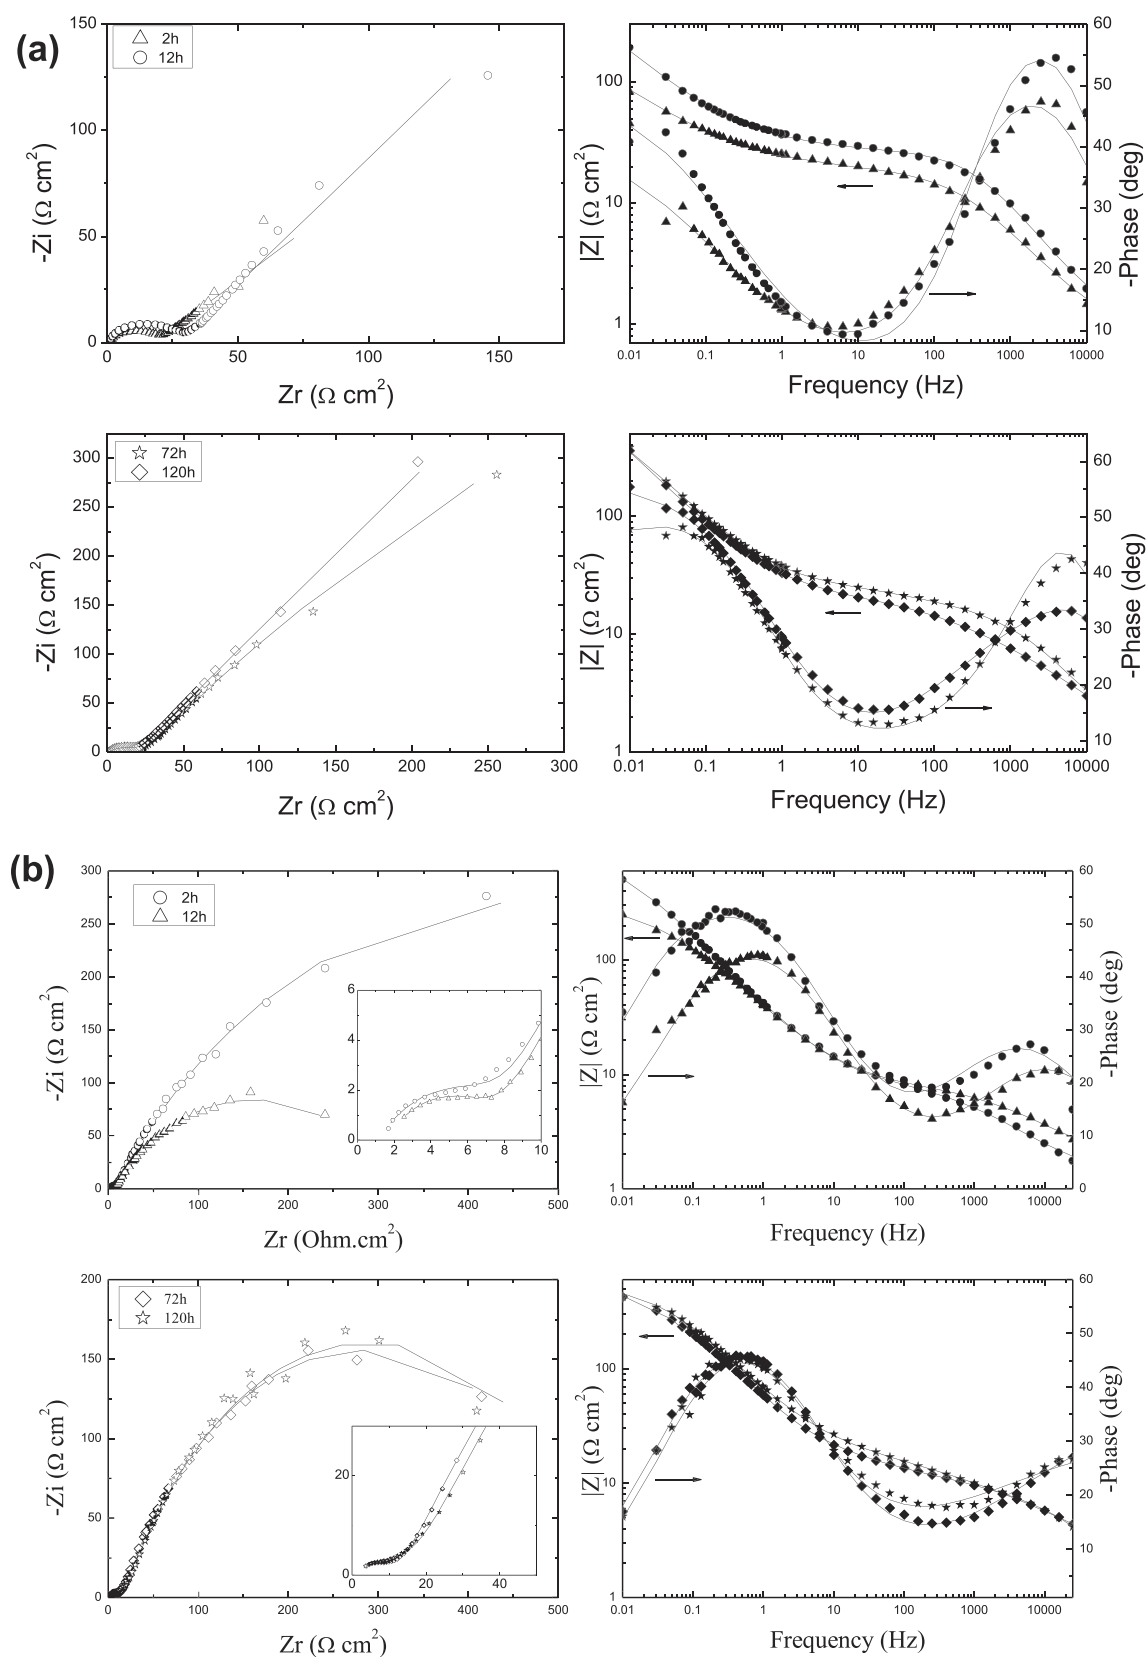 (a)
150
100
50
0
-Zi (Ω cm²)
2h
12h
0 50 100 150
Zr (Ω cm²)
100
10
1
|Z| (Ω cm²)
60
50
40
30
20
10
-Phase (deg)
0.01 0.1 1 10 100 1000 10000
Frequency (Hz)
300
250
200
150
100
50
0
-Zi (Ω cm²)
72h
120h
0 50 100 150 200 250 300
Zr (Ω cm²)
100
10
1
|Z| (Ω cm²)
60
50
40
30
20
10
-Phase (deg)
0.01 0.1 1 10 100 1000 10000
Frequency (Hz)
(b)
300
250
200
150
100
50
0
-Zi (Ω cm²)
2h
12h
6
4
2
0
0 2 4 6 8 10
0 100 200 300 400 500
Zr (Ohm.cm²)
100
10
1
|Z| (Ω cm²)
60
50
40
30
20
10
0
-Phase (deg)
0.01 0.1 1 10 100 1000 10000
Frequency (Hz)
200
150
100
50
0
-Zi (Ω cm²)
72h
120h
20
0
0 20 40
0 100 200 300 400 500
Zr (Ω cm²)
100
10
1
|Z| (Ω cm²)
60
50
40
30
20
10
-Phase (deg)
0.01 0.1 1 10 100 1000 10000
Frequency (Hz)